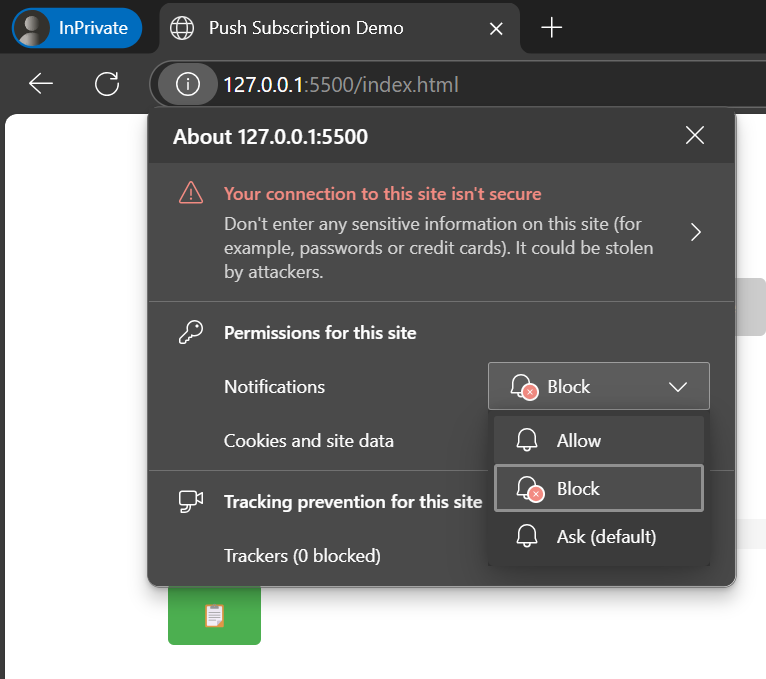 InPrivate
Push Subscription Demo
127.0.0.1:5500/index.html
About 127.0.0.1:5500
Your connection to this site isn't secure
Don't enter any sensitive information on this site (for
example, passwords or credit cards). It could be stolen
by attackers.
Permissions for this site
Notifications
Block
Cookies and site data
Allow
Block
Tracking prevention for this site
Ask (default)
Trackers (0 blocked)